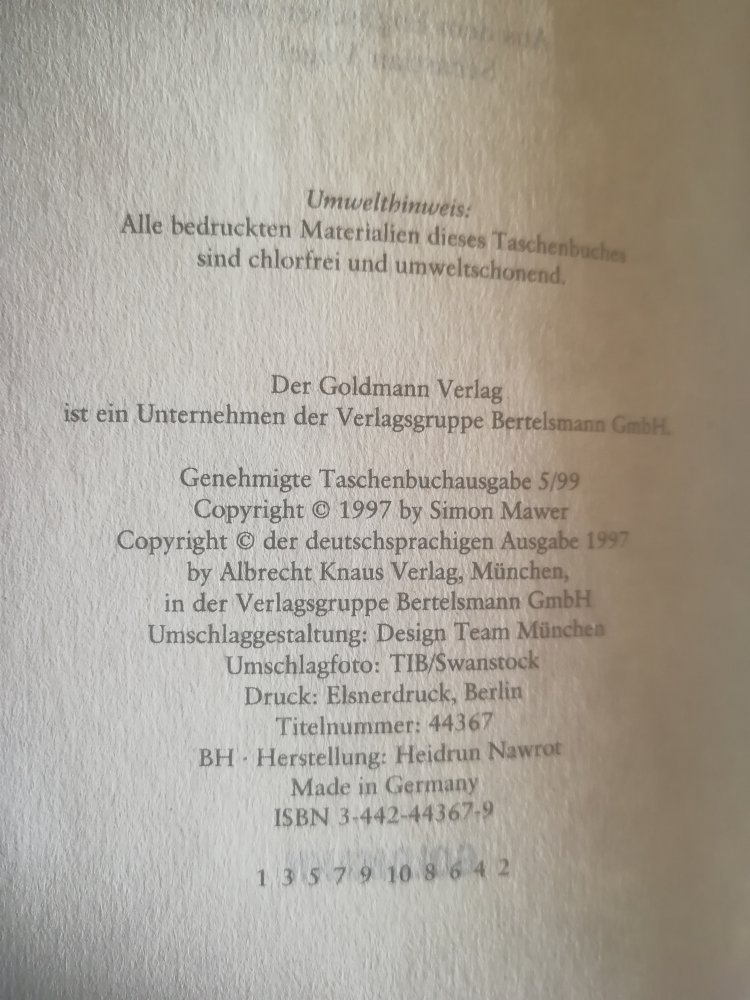 Umwelthinweis:
Alle bedruckten Materialien dieses Taschenbuches
sind chlorfrei und umweltschonend.
Der Goldmann Verlag
ist ein Unternehmen der Verlagsgruppe Bertelsmann GmbH.
Genehmigte Taschenbuchausgabe 5/99
Copyright © 1997 by Simon Mawer
Copyright © der deutschsprachigen Ausgabe 1997
by Albrecht Knaus Verlag, München,
in der Verlagsgruppe Bertelsmann GmbH
Umschlaggestaltung: Design Team München
Umschlagfoto: TIB/Swanstock
Druck: Elsnerdruck, Berlin
Titelnummer: 44367
BH · Herstellung: Heidrun Nawrot
Made in Germany
ISBN 3-442-44367-9
1 3 5 7 9 10 8 6 4 2